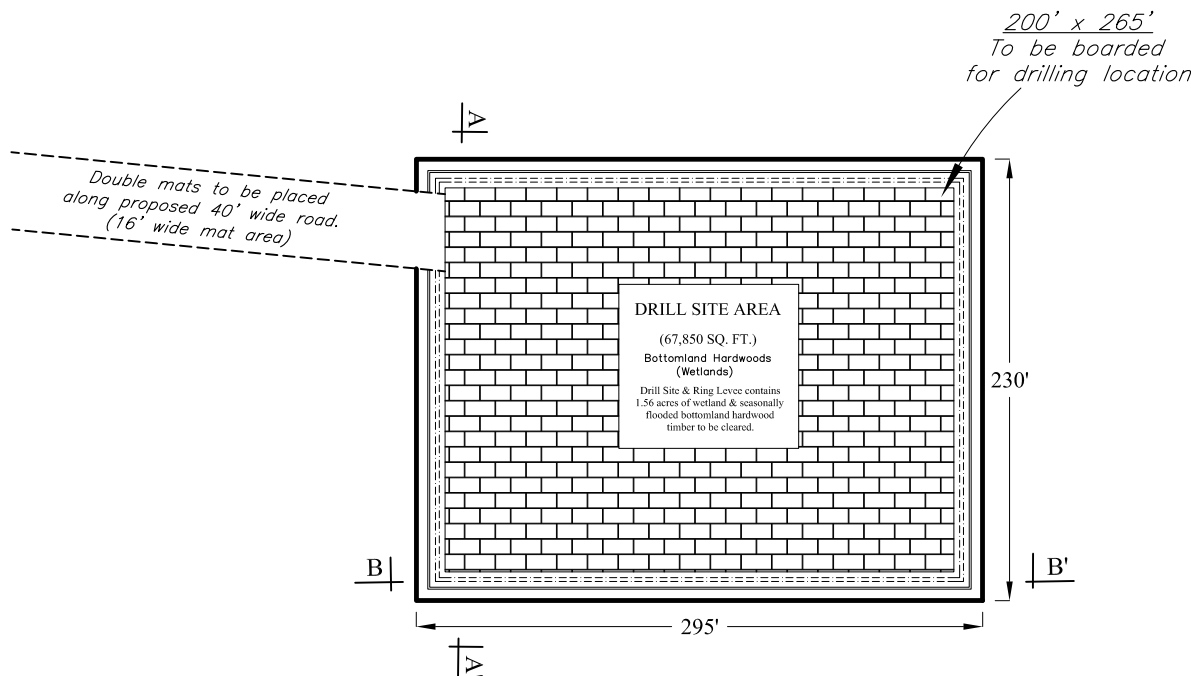 200' x 265'
To be boarded
for drilling location
A
Double mats to be placed
along proposed 40' wide road.
(16' wide mat area)
DRILL SITE AREA
(67,850 SQ. FT.)
Bottomland Hardwoods
(Wetlands)
Drill Site & Ring Levee contains
1.56 acres of wetland & seasonally
flooded bottomland hardwood
timber to be cleared.
230'
B
B'
295'
A'